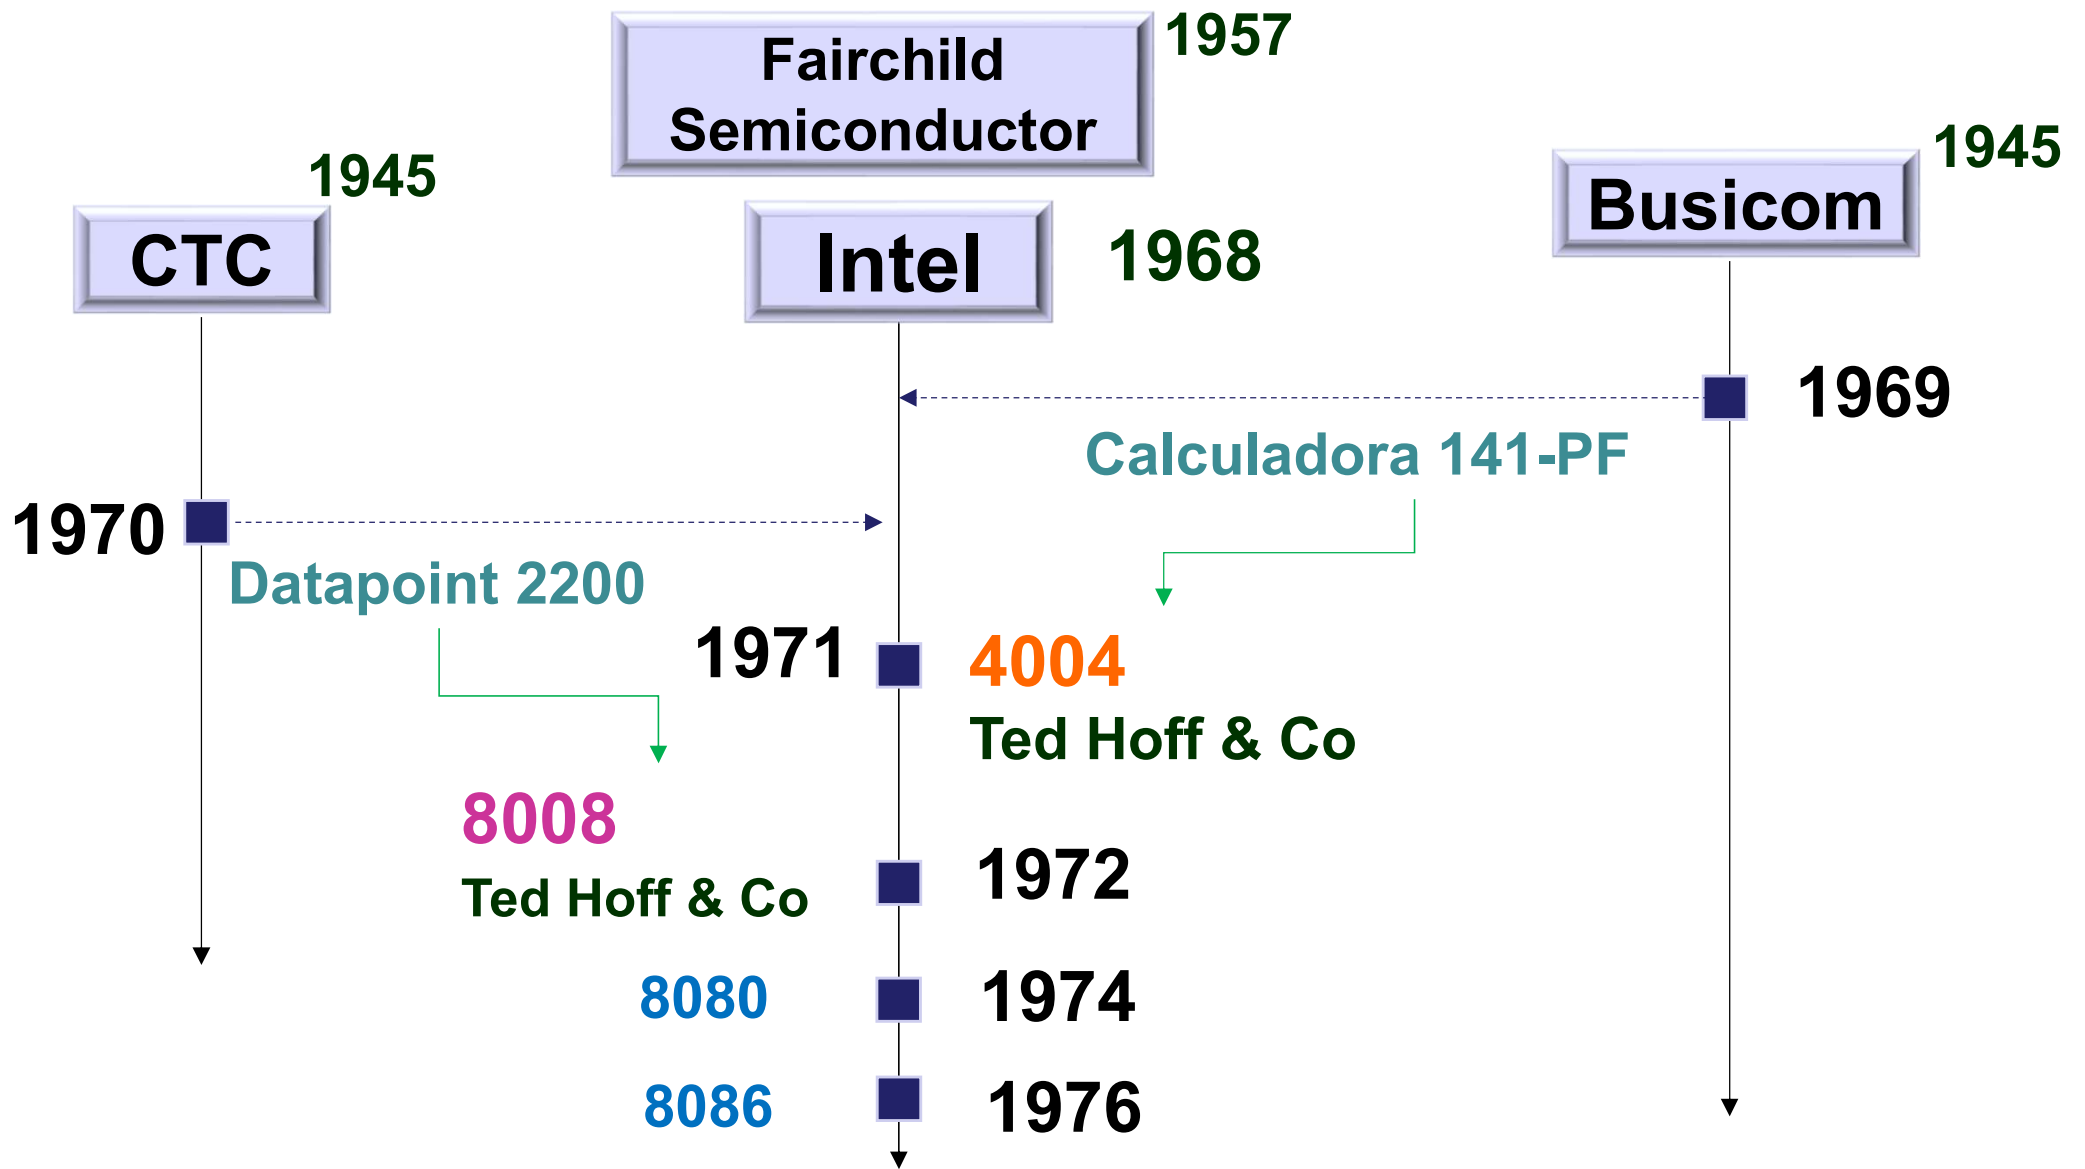 Fairchild
Semiconductor
1957
1945
CTC
Intel
1968
1945
Busicom
1969
Calculadora 141-PF
1970
Datapoint 2200
1971
4004
Ted Hoff & Co
8008
Ted Hoff & Co
1972
8080
1974
8086
1976